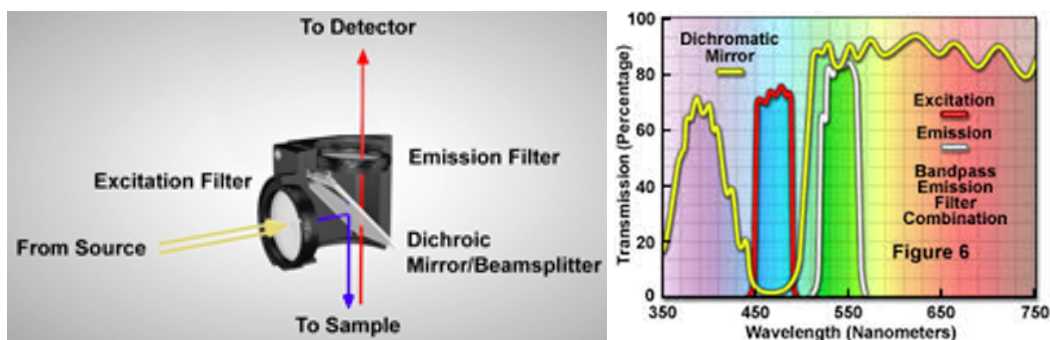 To Detector
Emission Filter
Excitation Filter
From Source
Dichroic
Mirror/Beamsplitter
To Sample
Transmission (Percentage)
100
80
60
40
20
0
Dichromatic
Mirror
Excitation
Emission
Bandpass
Emission
Filter
Combination
Figure 6
350
450
550
650
750
Wavelength (Nanometers)